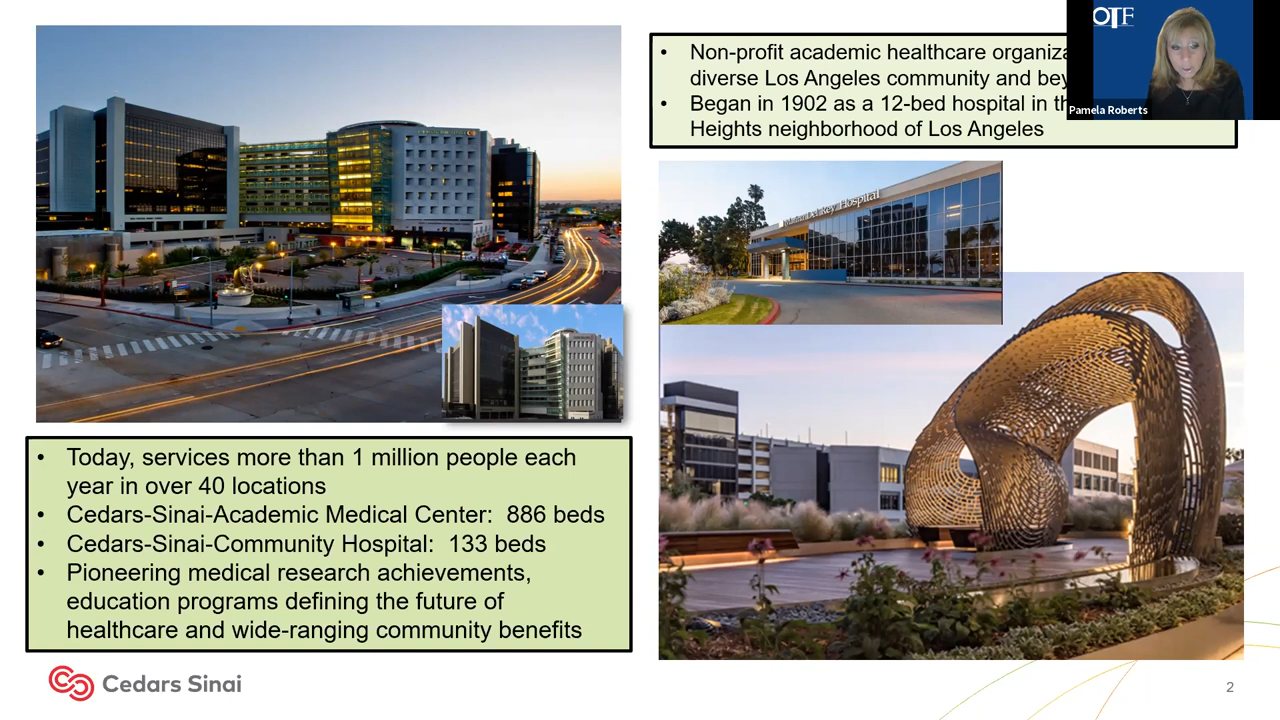 • Non-profit academic healthcare
diverse Los Angeles community and
• Began in 1902 as a 12-bed hospital in
Heights neighborhood of Los Angeles
OTF
Pamela Roberts
Hospital
• Today, services more than 1 million people each
year in over 40 locations
• Cedars-Sinai-Academic Medical Center: 886 beds
• Cedars-Sinai-Community Hospital: 133 beds
• Pioneering medical research achievements,
education programs defining the future of
healthcare and wide-ranging community benefits
Cedars Sinai
2